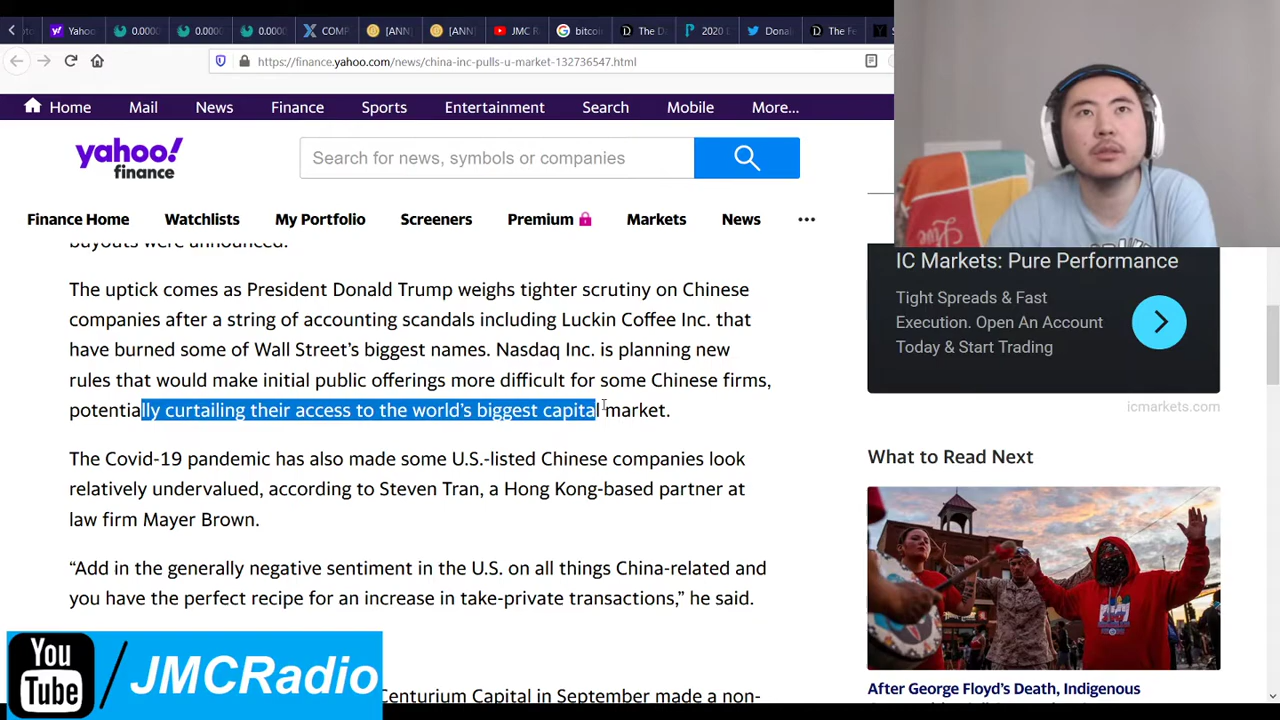 Yahoo
0.0000
0.0000
0.0000
COMP
[ANN]
[ANN]
JMC R
bitcoi
The D
2020 E
Donal
The Fe
https://finance.yahoo.com/news/china-inc-pulls-u-market-132736547.html
Home
Mail
News
Finance
Sports
Entertainment
Search
Mobile
More...
yahoo!
finance
Search for news, symbols or companies
Finance Home
Watchlists
My Portfolio
Screeners
Premium
Markets
News
buyouts were announced.
The uptick comes as President Donald Trump weighs tighter scrutiny on Chinese
companies after a string of accounting scandals including Luckin Coffee Inc. that
have burned some of Wall Street’s biggest names. Nasdaq Inc. is planning new
rules that would make initial public offerings more difficult for some Chinese firms,
potentially curtailing their access to the world’s biggest capital market.
The Covid-19 pandemic has also made some U.S.-listed Chinese companies look
relatively undervalued, according to Steven Tran, a Hong Kong-based partner at
law firm Mayer Brown.
“Add in the generally negative sentiment in the U.S. on all things China-related and
you have the perfect recipe for an increase in take-private transactions,” he said.
Centurium Capital in September made a non-
IC Markets: Pure Performance
Tight Spreads & Fast
Execution. Open An Account
Today & Start Trading
icmarkets.com
What to Read Next
After George Floyd’s Death, Indigenous
You
Tube
/JMCRadio